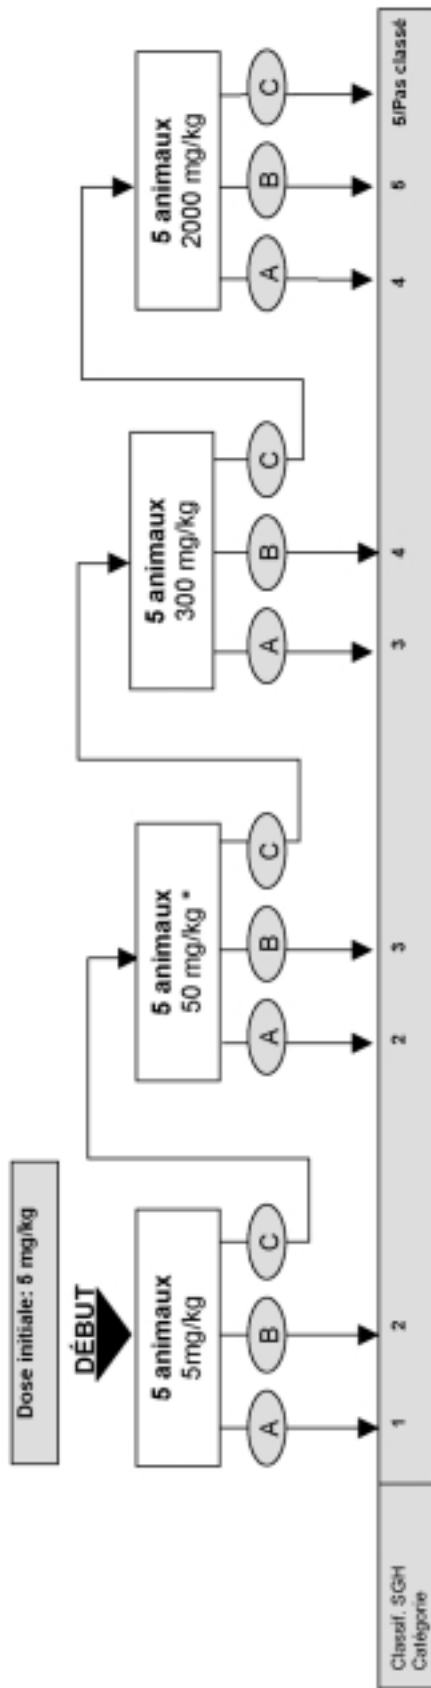 Dose initiale: 5 mg/kg
DÉBUT
5 animaux
5mg/kg
A
B
C
5 animaux
50 mg/kg *
A
B
C
5 animaux
300 mg/kg
A
B
C
5 animaux
2000 mg/kg
A
B
C
Classif. SGH
Catégorie
1
2
2
3
3
4
4
5
5/Pas classé